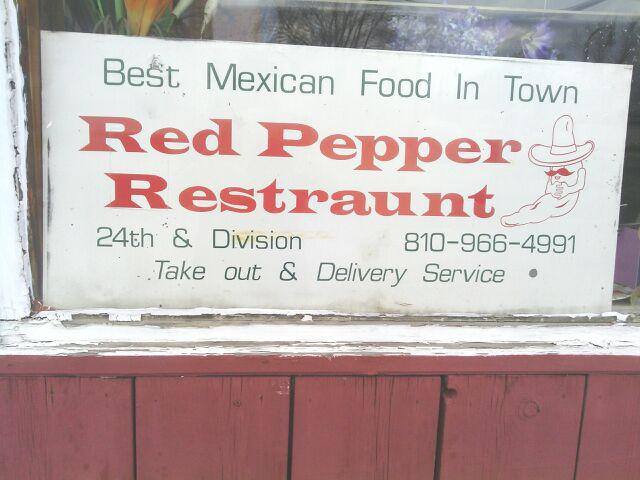 Best Mexican Food In Town
Red Pepper
Restraunt
24th & Division 810-966-4991
Take out & Delivery Service